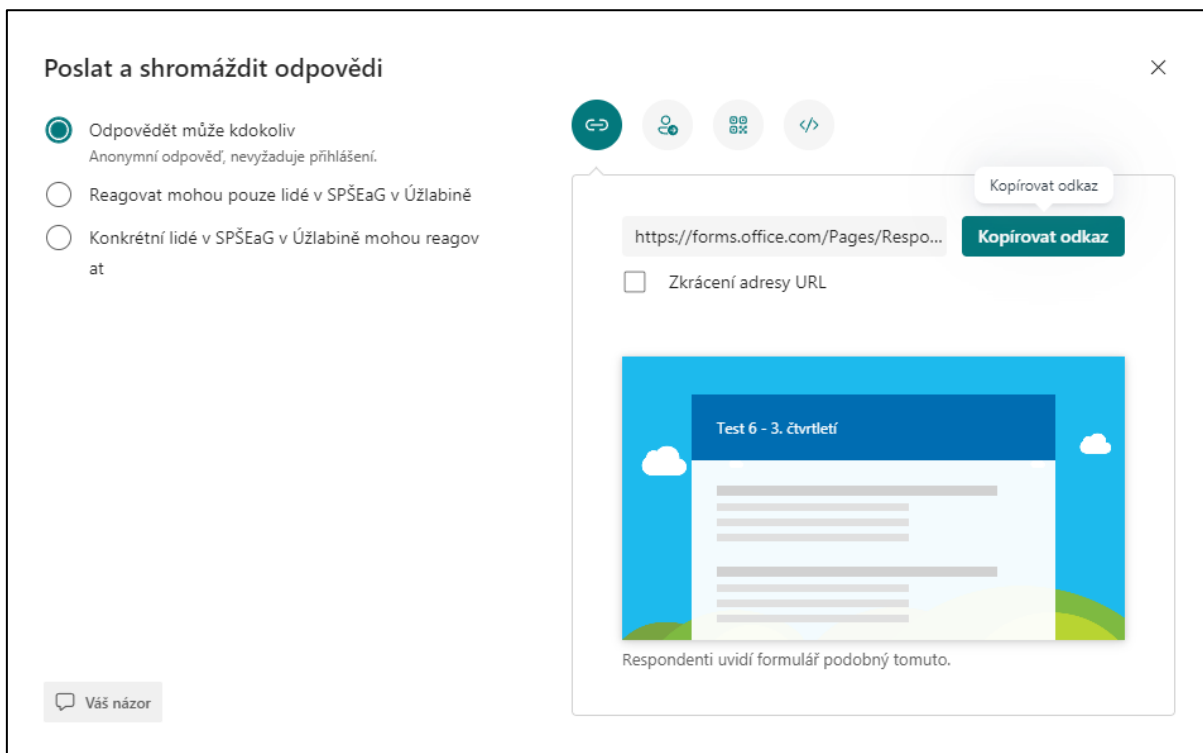 Poslat a shromáždit odpovědi
Odpovědět může kdokoliv
Anonymní odpověď, nevyžaduje přihlášení.
Reagovat mohou pouze lidé v SPŠEaG v Úžlabině
Konkrétní lidé v SPŠEaG v Úžlabině mohou reagov
at
Kopírovat odkaz
https://forms.office.com/Pages/Respo...
Kopírovat odkaz
Zkrácení adresy URL
Test 6 - 3. čtvrtletí
Respondenti uvidí formulář podobný tomuto.
Váš názor